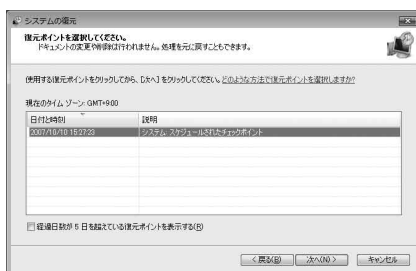 システムの復元
復元ポイントを選択してください。
ドキュメントの変更や削除は行われません。処理を元に戻すこともできます。
使用する復元ポイントをクリックしてから、[次へ] をクリックしてください。どのような方法で復元ポイントを選択しますか?
現在のタイム ゾーン: GMT+9:00
日付と時刻 説明
2007/10/10 15:27:23 システム: スケジュールされたチェックポイント
経過日数が 5 日を超えている復元ポイントを表示する(R)
< 戻る(B) 次へ(N) > キャンセル